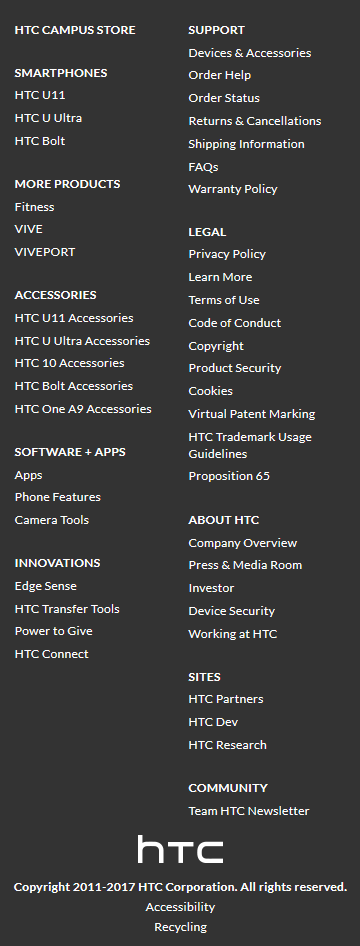 HTC CAMPUS STORE
SMARTPHONES
HTC U11
HTC U Ultra
HTC Bolt
MORE PRODUCTS
Fitness
VIVE
VIVEPORT
ACCESSORIES
HTC U11 Accessories
HTC U Ultra Accessories
HTC 10 Accessories
HTC Bolt Accessories
HTC One A9 Accessories
SOFTWARE + APPS
Apps
Phone Features
Camera Tools
INNOVATIONS
Edge Sense
HTC Transfer Tools
Power to Give
HTC Connect
SUPPORT
Devices & Accessories
Order Help
Order Status
Returns & Cancellations
Shipping Information
FAQs
Warranty Policy
LEGAL
Privacy Policy
Learn More
Terms of Use
Code of Conduct
Copyright
Product Security
Cookies
Virtual Patent Marking
HTC Trademark Usage
Guidelines
Proposition 65
ABOUT HTC
Company Overview
Press & Media Room
Investor
Device Security
Working at HTC
SITES
HTC Partners
HTC Dev
HTC Research
COMMUNITY
Team HTC Newsletter
hTC
Copyright 2011-2017 HTC Corporation. All rights reserved.
Accessibility
Recycling